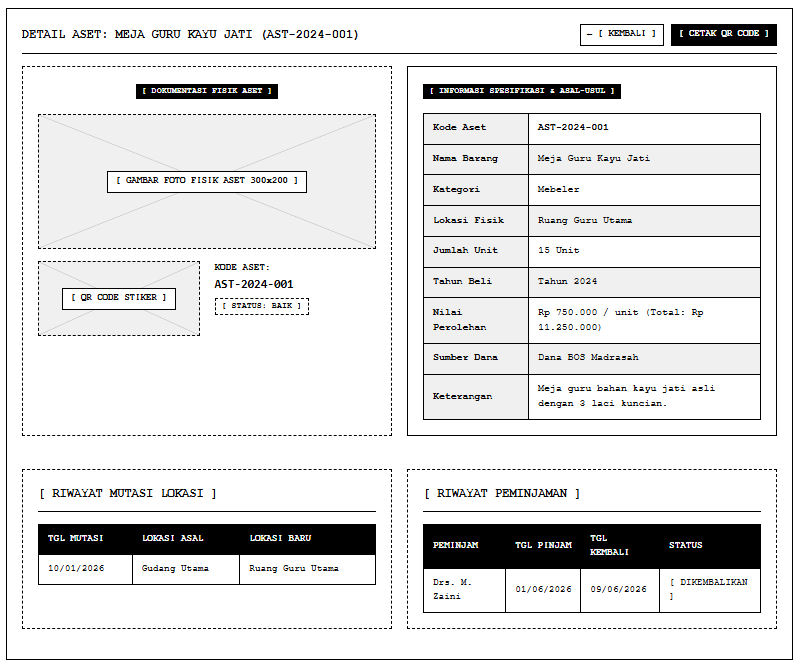 DETAIL ASET: MEJA GURU KAYU JATI (AST-2024-001)
← [ KEMBALI ]
[ CETAK QR CODE ]
[ DOKUMENTASI FISIK ASET ]
[ GAMBAR FOTO FISIK ASET 300x200 ]
[ QR CODE STIKER ]
KODE ASET:
AST-2024-001
[ STATUS: BAIK ]
[ INFORMASI SPESIFIKASI & ASAL-USUL ]
Kode Aset AST-2024-001
Nama Barang Meja Guru Kayu Jati
Kategori Mebeler
Lokasi Fisik Ruang Guru Utama
Jumlah Unit 15 Unit
Tahun Beli Tahun 2024
Nilai Rp 750.000 / unit (Total: Rp
Perolehan 11.250.000)
Sumber Dana Dana BOS Madrasah
Keterangan Meja guru bahan kayu jati asli
dengan 3 laci kuncian.
[ RIWAYAT MUTASI LOKASI ]
TGL MUTASI LOKASI ASAL LOKASI BARU
10/01/2026 Gudang Utama Ruang Guru Utama
[ RIWAYAT PEMINJAMAN ]
PEMINJAM TGL PINJAM TGL STATUS
KEMBALI
Drs. M. 01/06/2026 09/06/2026 [ DIKEMBALIKAN
Zaini ]